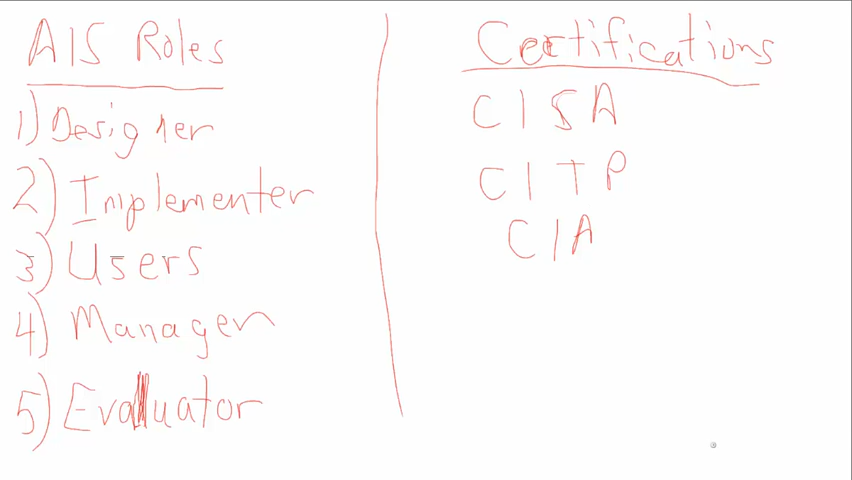 AIS Roles
1) Designer
2) Implementer
3) Users
4) Manager
5) Evaluator
Certifications
CISA
CITP
CIA